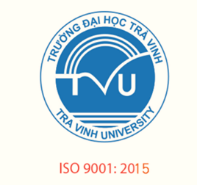 TRƯỜNG ĐẠI HỌC TRÀ VINH
TVU
TRA VINH UNIVERSITY
ISO 9001: 2015